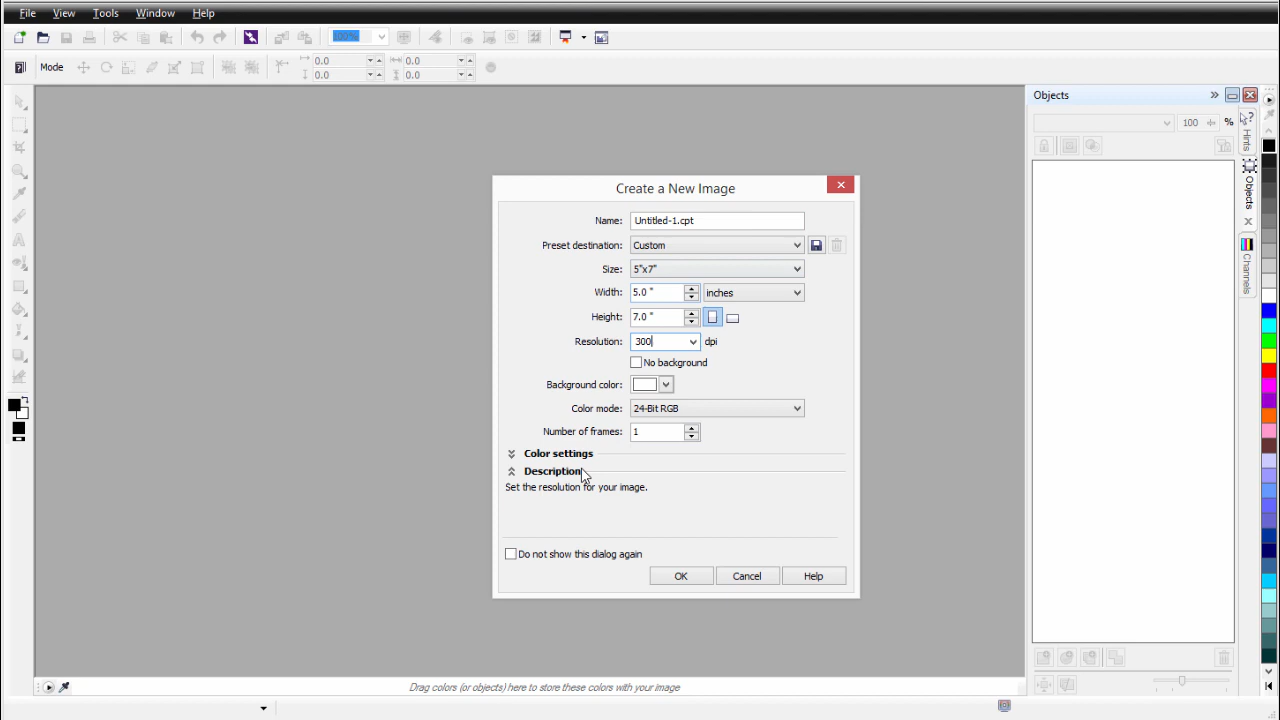 File View Tools Window Help
100%
Mode 0.0 0.0
0.0 0.0
Objects
100 %
Hints
Objects
Channels
Create a New Image
Name: Untitled-1.cpt
Preset destination: Custom
Size: 5"x7"
Width: 5.0 " inches
Height: 7.0 "
Resolution: 300 dpi
No background
Background color:
Color mode: 24-Bit RGB
Number of frames: 1
Color settings
Description
Set the resolution for your image.
Do not show this dialog again
OK Cancel Help
Drag colors (or objects) here to store these colors with your image